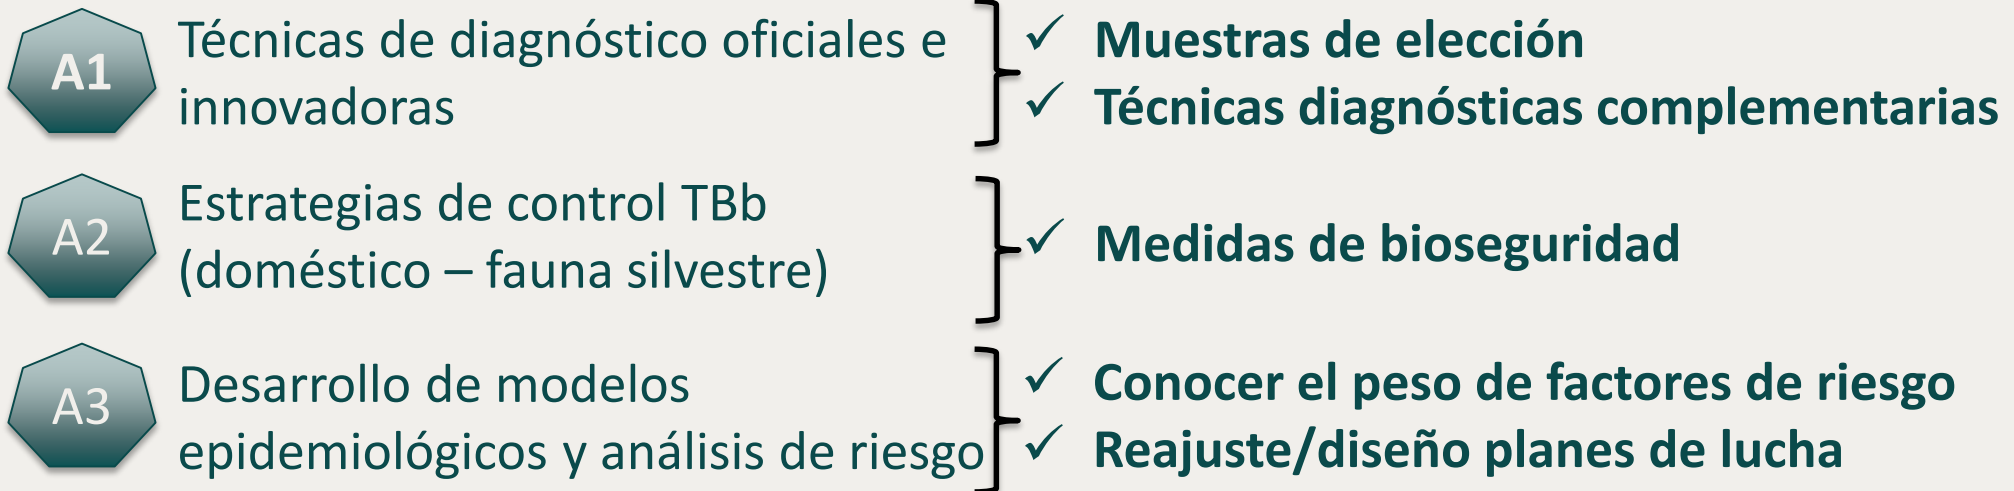 A1
Técnicas de diagnóstico oficiales e
innovadoras
✓ Muestras de elección
✓ Técnicas diagnósticas complementarias
A2
Estrategias de control TBb
(doméstico – fauna silvestre)
✓ Medidas de bioseguridad
A3
Desarrollo de modelos
epidemiológicos y análisis de riesgo
✓ Conocer el peso de factores de riesgo
✓ Reajuste/diseño planes de lucha